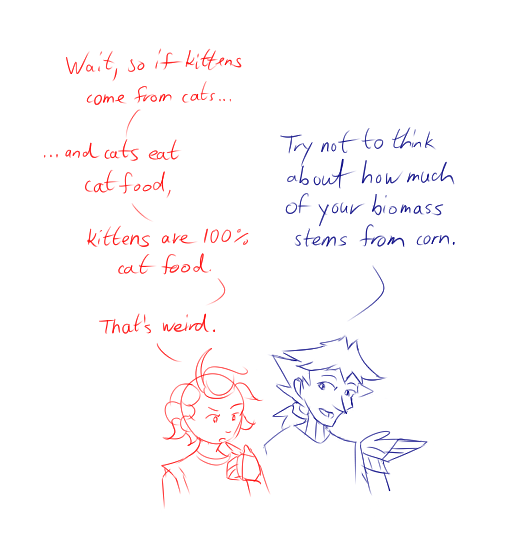 Wait, so if kittens
come from cats...
...and cats eat
cat food,
kittens are 100%
cat food.
That's weird.
Try not to think
about how much
of your biomass
stems from corn.